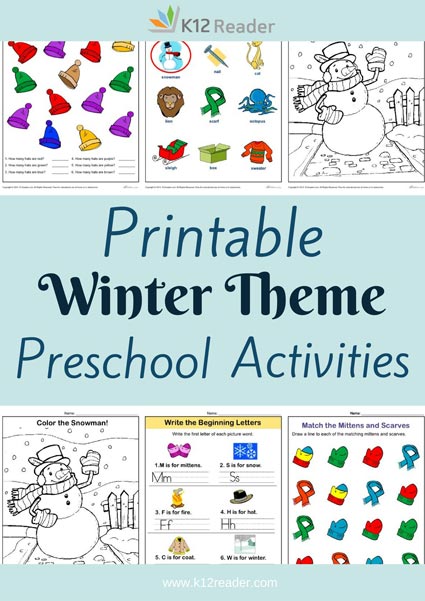 K12 Reader
snowman
nail
cat
lion
scarf
octopus
sleigh
box
sweater
1. How many hats are red?
2. How many hats are blue?
3. How many hats are green?
4. How many hats are purple?
5. How many hats are yellow?
6. How many hats are brown?
Printable
Winter Theme
Preschool Activities
Name:
Color the Snowman!
Name:
Write the Beginning Letters
Write the first letter of each picture word.
1. M is for mittens.
2. S is for snow.
Mm
Ss
3. F is for fire.
4. H is for hat.
Ff
Hh
5. C is for coat.
6. W is for winter.
Name:
Match the Mittens and Scarves
Draw a line to each of the matching mittens and scarves.
www.k12reader.com